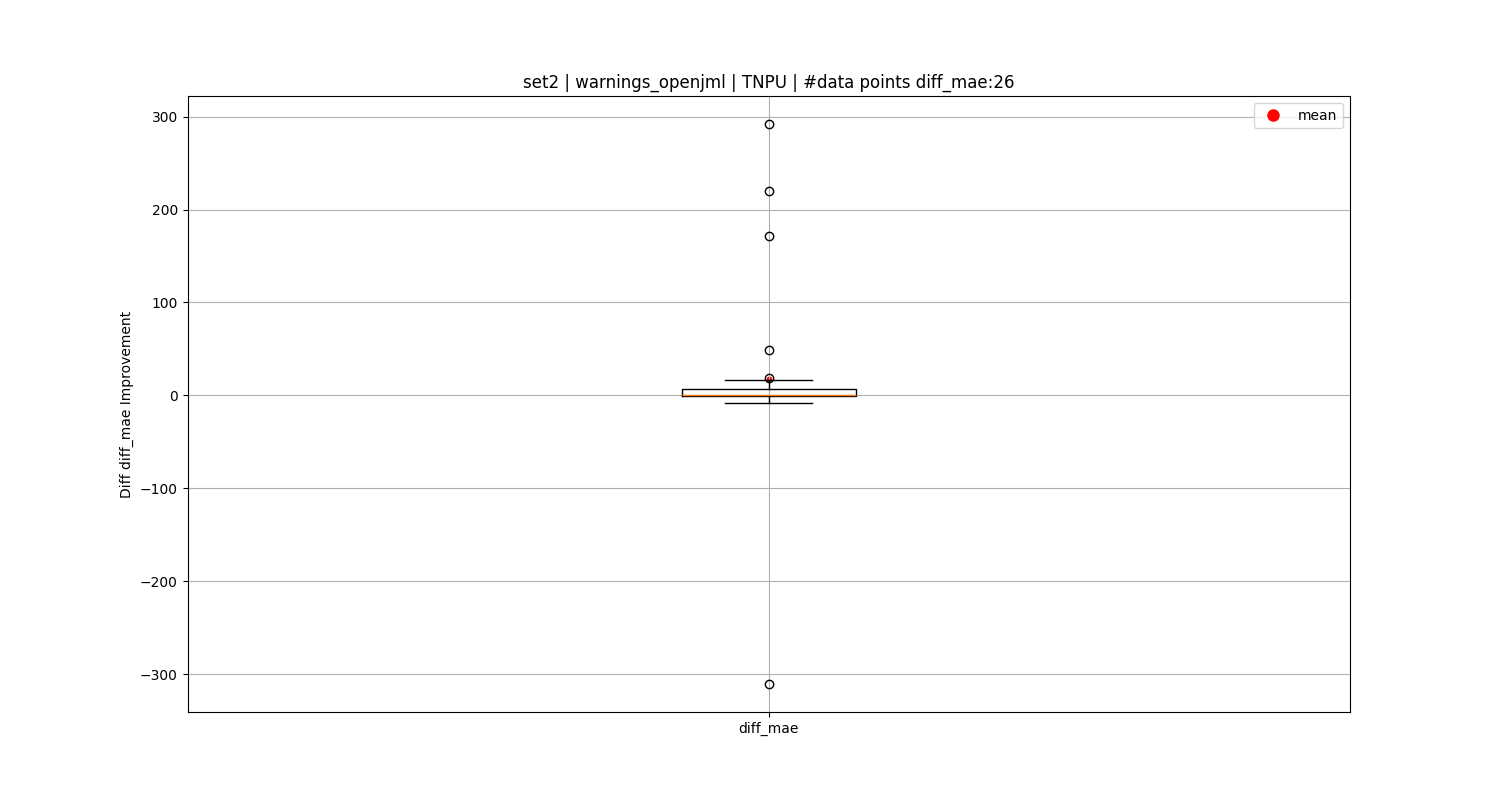 set2 | warnings_openjml | TNPU | #data points diff_mae:26
mean
300
200
100
0
−100
−200
−300
Diff diff_mae Improvement
diff_mae